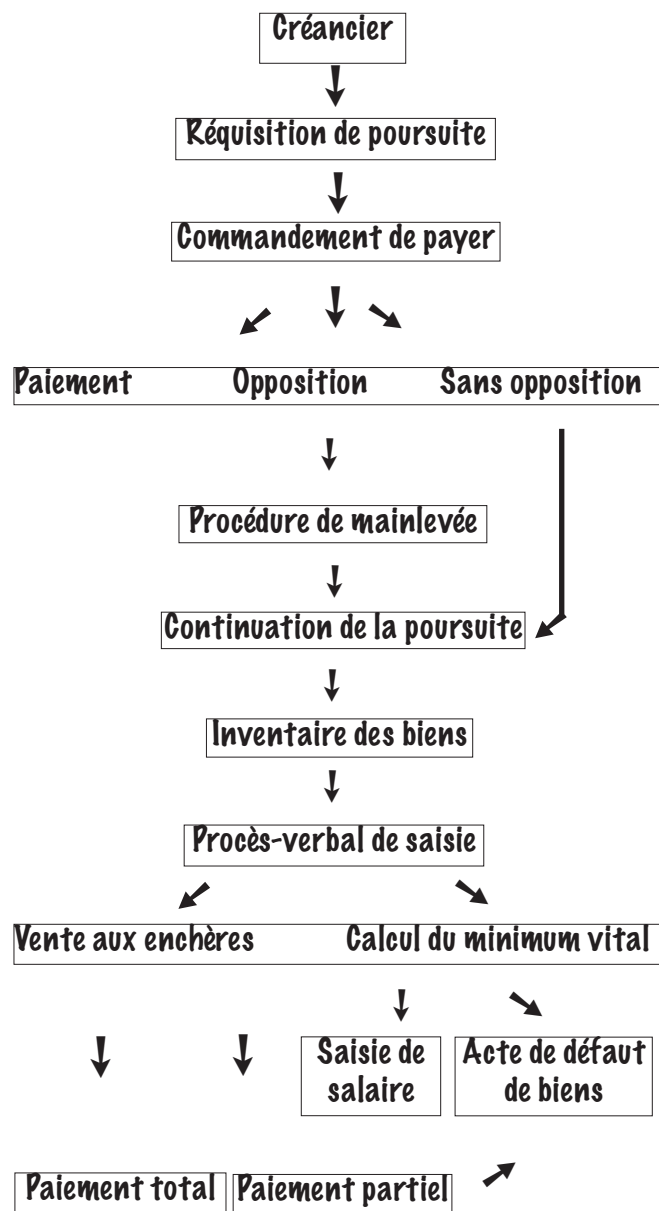 Créancier
Réquisition de poursuite
Commandement de payer
Paiement Opposition Sans opposition
Procédure de mainlevée
Continuation de la poursuite
Inventaire des biens
Procès-verbal de saisie
Vente aux enchères Calcul du minimum vital
Saisie de
salaire
Acte de défaut
de biens
Paiement total
Paiement partiel